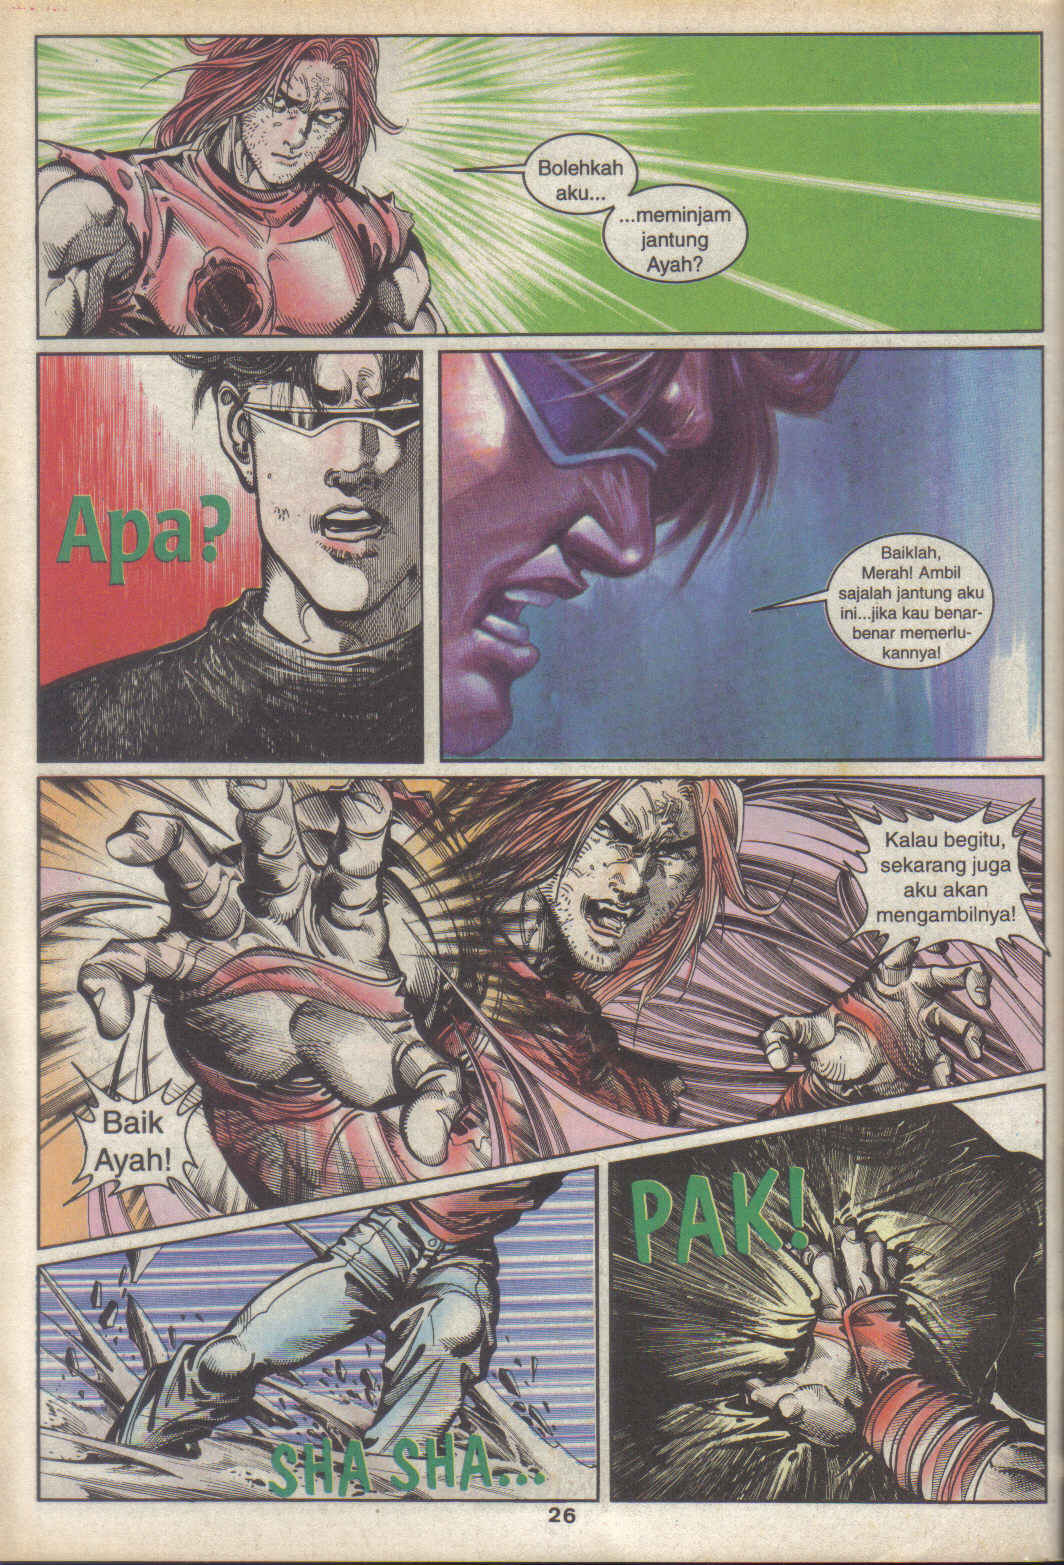 Bolehkah
aku...
...meminjam
jantung
Ayah?
Apa?
Baiklah,
Merah! Ambil
sajalah jantung aku
ini...jika kau benar-
benar memerlu-
kannya!
Kalau begitu,
sekarang juga
aku akan
mengambilnya!
Baik
Ayah!
SHA SHA...
PAK!
26